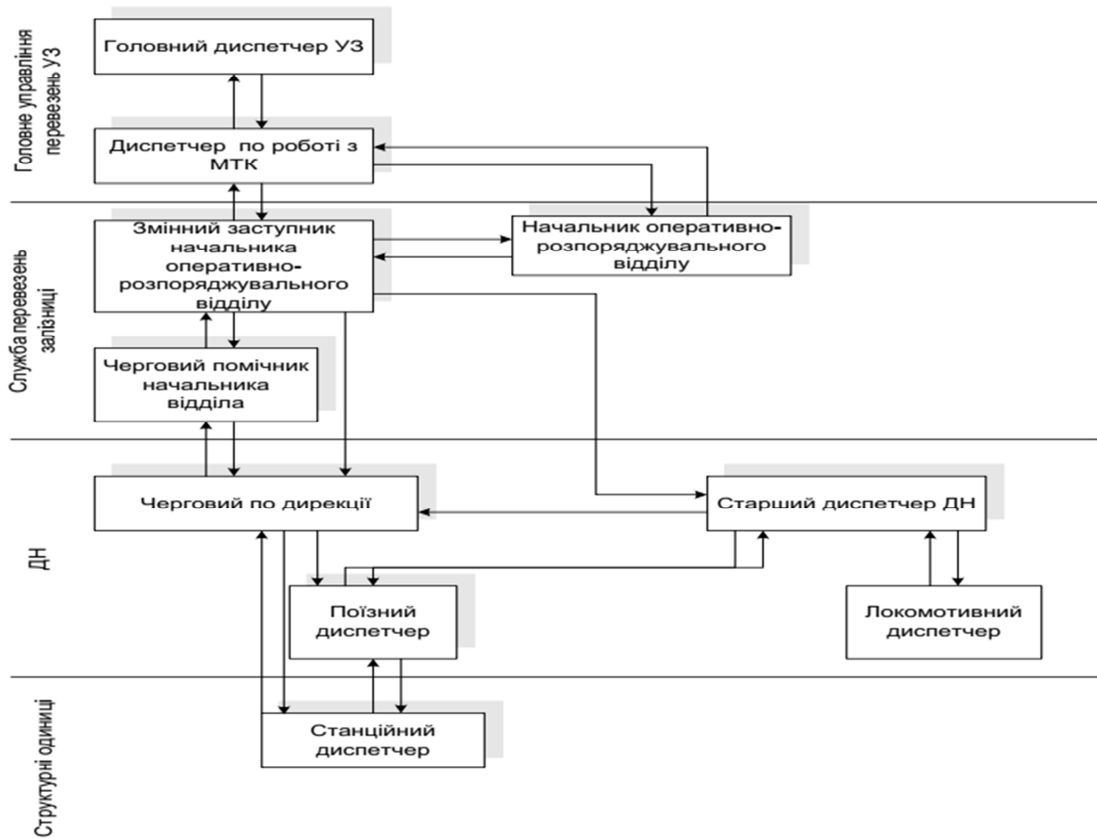 Головне управління
перевезень УЗ
Головний диспетчер УЗ
Диспетчер по роботі з
МТК
Служба перевезень
залізниці
Змінний заступник
начальника
оперативно-
розпоряджувального
відділу
Начальник оперативно-
розпоряджувального
відділу
Черговий помічник
начальника
відділа
ДН
Черговий по дирекції
Старший диспетчер ДН
Поїзний
диспетчер
Локомотивний
диспетчер
Структурні одиниці
Станційний
диспетчер